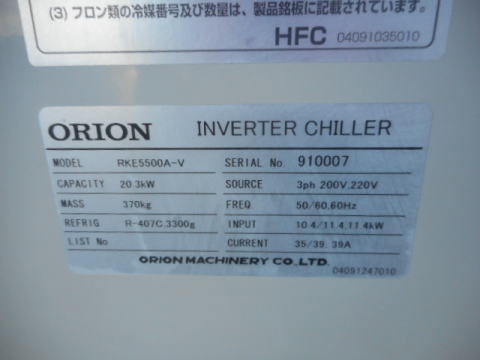 (3) フロン類の冷媒番号及び数量は、製品銘板に記載されています。
HFC 04091035010
ORION INVERTER CHILLER
MODEL RKE5500A-V SERIAL No 910007
CAPACITY 20.3kW SOURCE 3ph 200V,220V
MASS 370kg FREQ. 50/60,60Hz
REFRIG R-407C,3300g INPUT 10.4/11.4,11.4kW
LIST No CURRENT 35/39,39A
ORION MACHINERY CO.,LTD.
04091247010